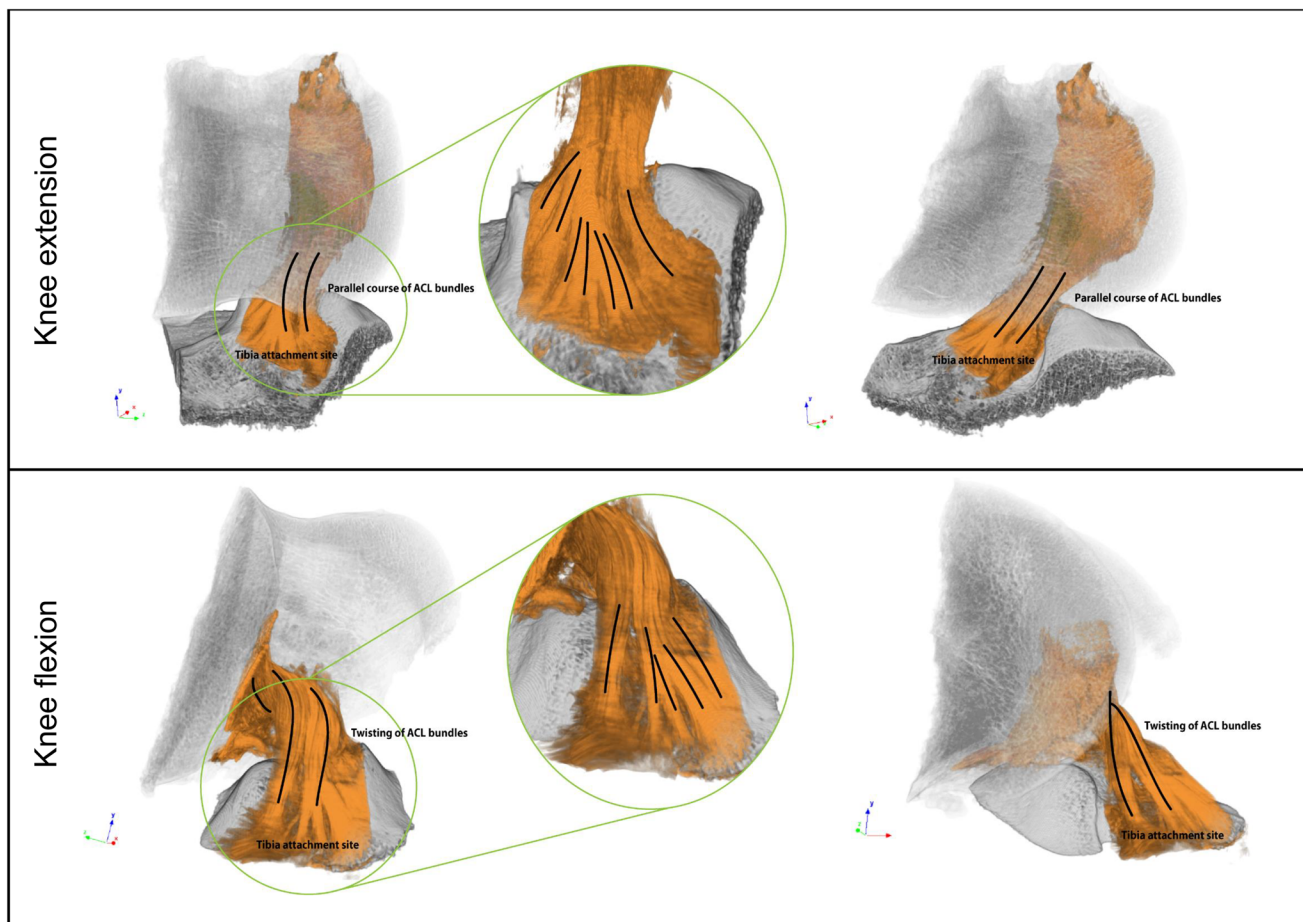 Knee extension
Parallel course of ACL bundles
Tibia attachment site
y
x
z
Parallel course of ACL bundles
Tibia attachment site
y
x
Knee flexion
Twisting of ACL bundles
Tibia attachment site
z
y
x
Twisting of ACL bundles
Tibia attachment site
z
y